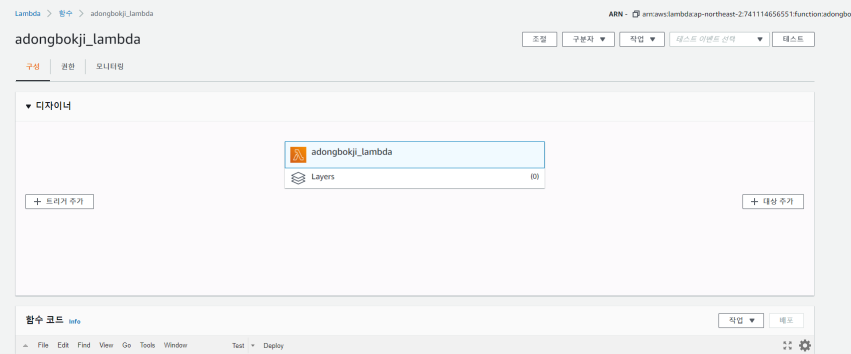 Lambda > 함수 > adongbokji_lambda
ARN - arn:aws:lambda:ap-northeast-2:741114656551:function:adongbo
adongbokji_lambda
조절 구분자 ▼ 작업 ▼ 테스트 이벤트 선택 ▼ 테스트
구성 권한 모니터링
▼ 디자이너
adongbokji_lambda
Layers (0)
+ 트리거 추가
+ 대상 추가
함수 코드 Info
작업 ▼ 배포
File Edit Find View Go Tools Window Test ▼ Deploy